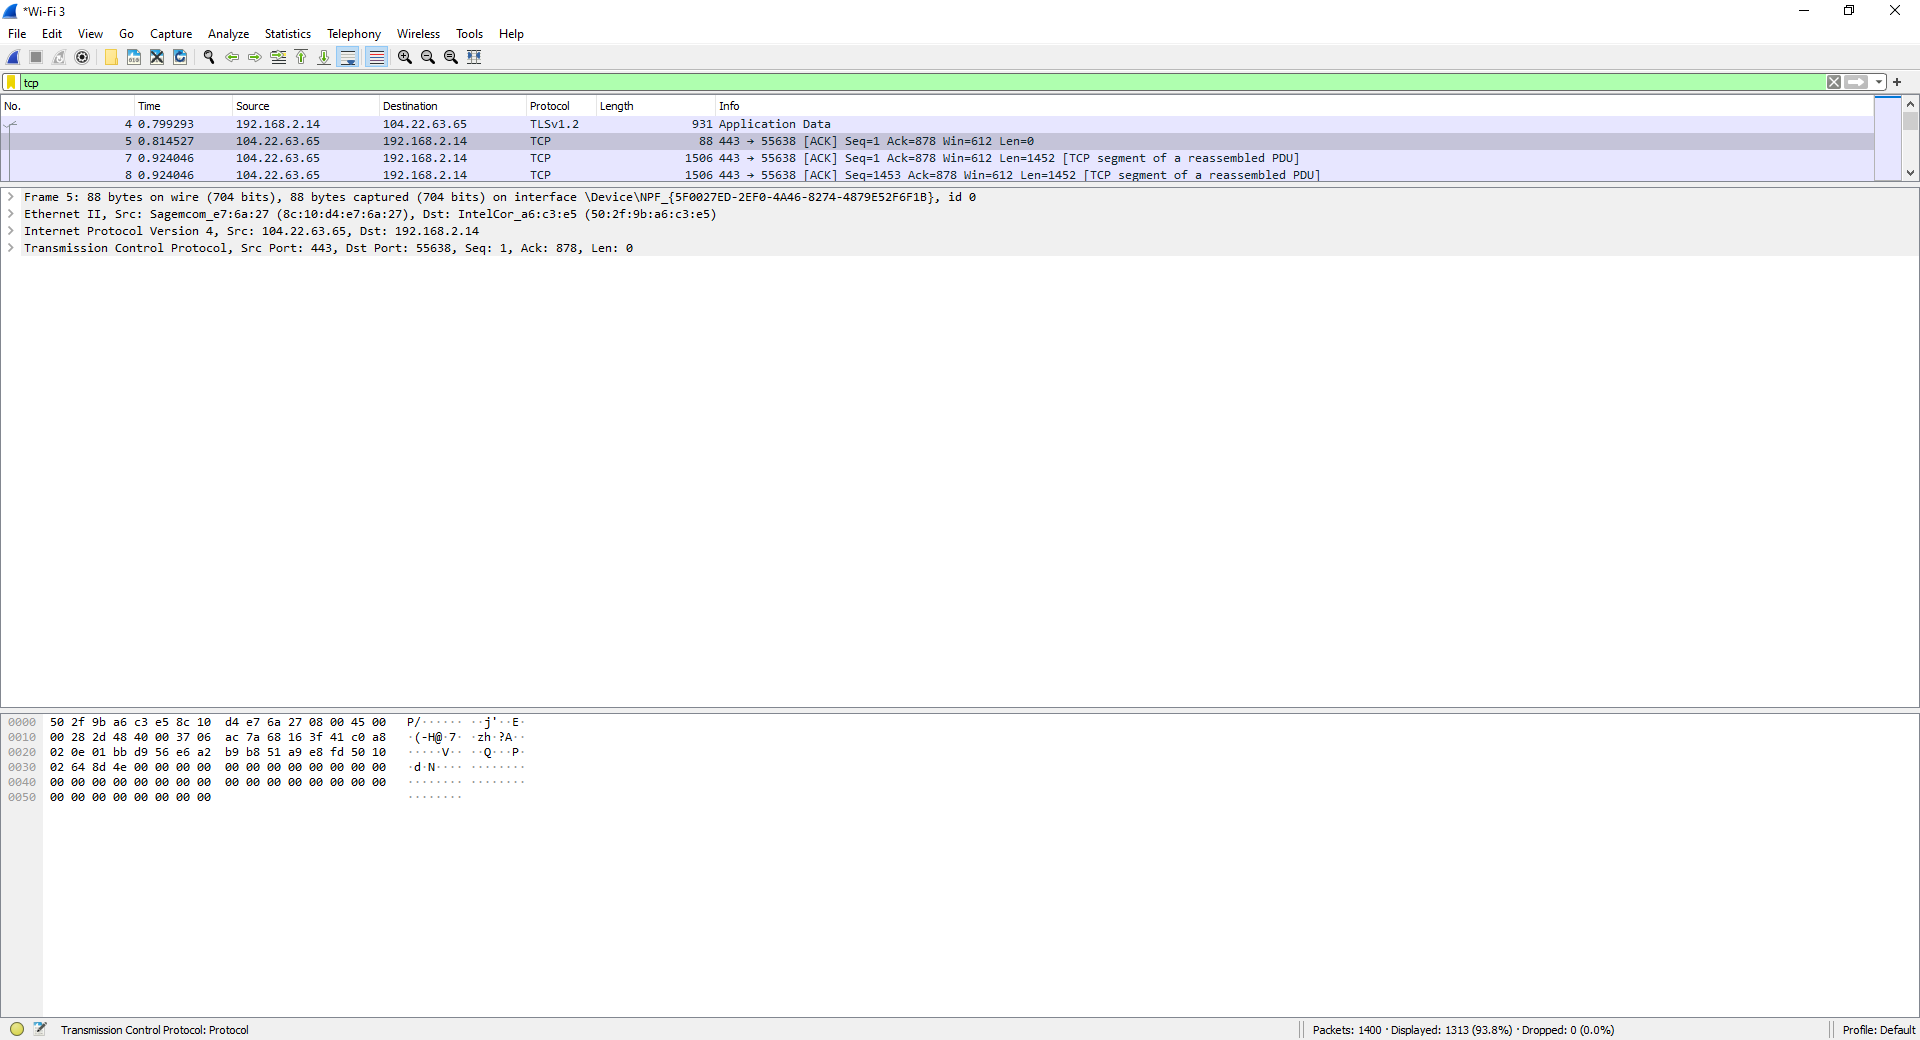 *Wi-Fi 3
File Edit View Go Capture Analyze Statistics Telephony Wireless Tools Help
tcp
No. Time Source Destination Protocol Length Info
4 0.799293 192.168.2.14 104.22.63.65 TLSv1.2 931 Application Data
5 0.814527 104.22.63.65 192.168.2.14 TCP 88 443 → 55638 [ACK] Seq=1 Ack=878 Win=612 Len=0
7 0.924046 104.22.63.65 192.168.2.14 TCP 1506 443 → 55638 [ACK] Seq=1 Ack=878 Win=612 Len=1452 [TCP segment of a reassembled PDU]
8 0.924046 104.22.63.65 192.168.2.14 TCP 1506 443 → 55638 [ACK] Seq=1453 Ack=878 Win=612 Len=1452 [TCP segment of a reassembled PDU]
Frame 5: 88 bytes on wire (704 bits), 88 bytes captured (704 bits) on interface \Device\NPF_{5F0027ED-2EF0-4A46-8274-4879E52F6F1B}, id 0
Ethernet II, Src: Sagemcom_e7:6a:27 (8c:10:d4:e7:6a:27), Dst: IntelCor_a6:c3:e5 (50:2f:9b:a6:c3:e5)
Internet Protocol Version 4, Src: 104.22.63.65, Dst: 192.168.2.14
Transmission Control Protocol, Src Port: 443, Dst Port: 55638, Seq: 1, Ack: 878, Len: 0
0000 50 2f 9b a6 c3 e5 8c 10 d4 e7 6a 27 08 00 45 00 P/······ ··j'··E·
0010 00 28 2d 48 40 00 37 06 ac 7a 68 16 3f 41 c0 a8 ·(-H@·7· ·zh·?A··
0020 02 0e 01 bb d9 56 e6 a2 b9 b8 51 a9 e8 fd 50 10 ·····V·· ··Q···P·
0030 02 64 8d 4e 00 00 00 00 00 00 00 00 00 00 00 00 ·d·N···· ········
0040 00 00 00 00 00 00 00 00 00 00 00 00 00 00 00 00 ········ ········
0050 00 00 00 00 00 00 00 00 ········
Transmission Control Protocol: Protocol
Packets: 1400 · Displayed: 1313 (93.8%) · Dropped: 0 (0.0%)
Profile: Default